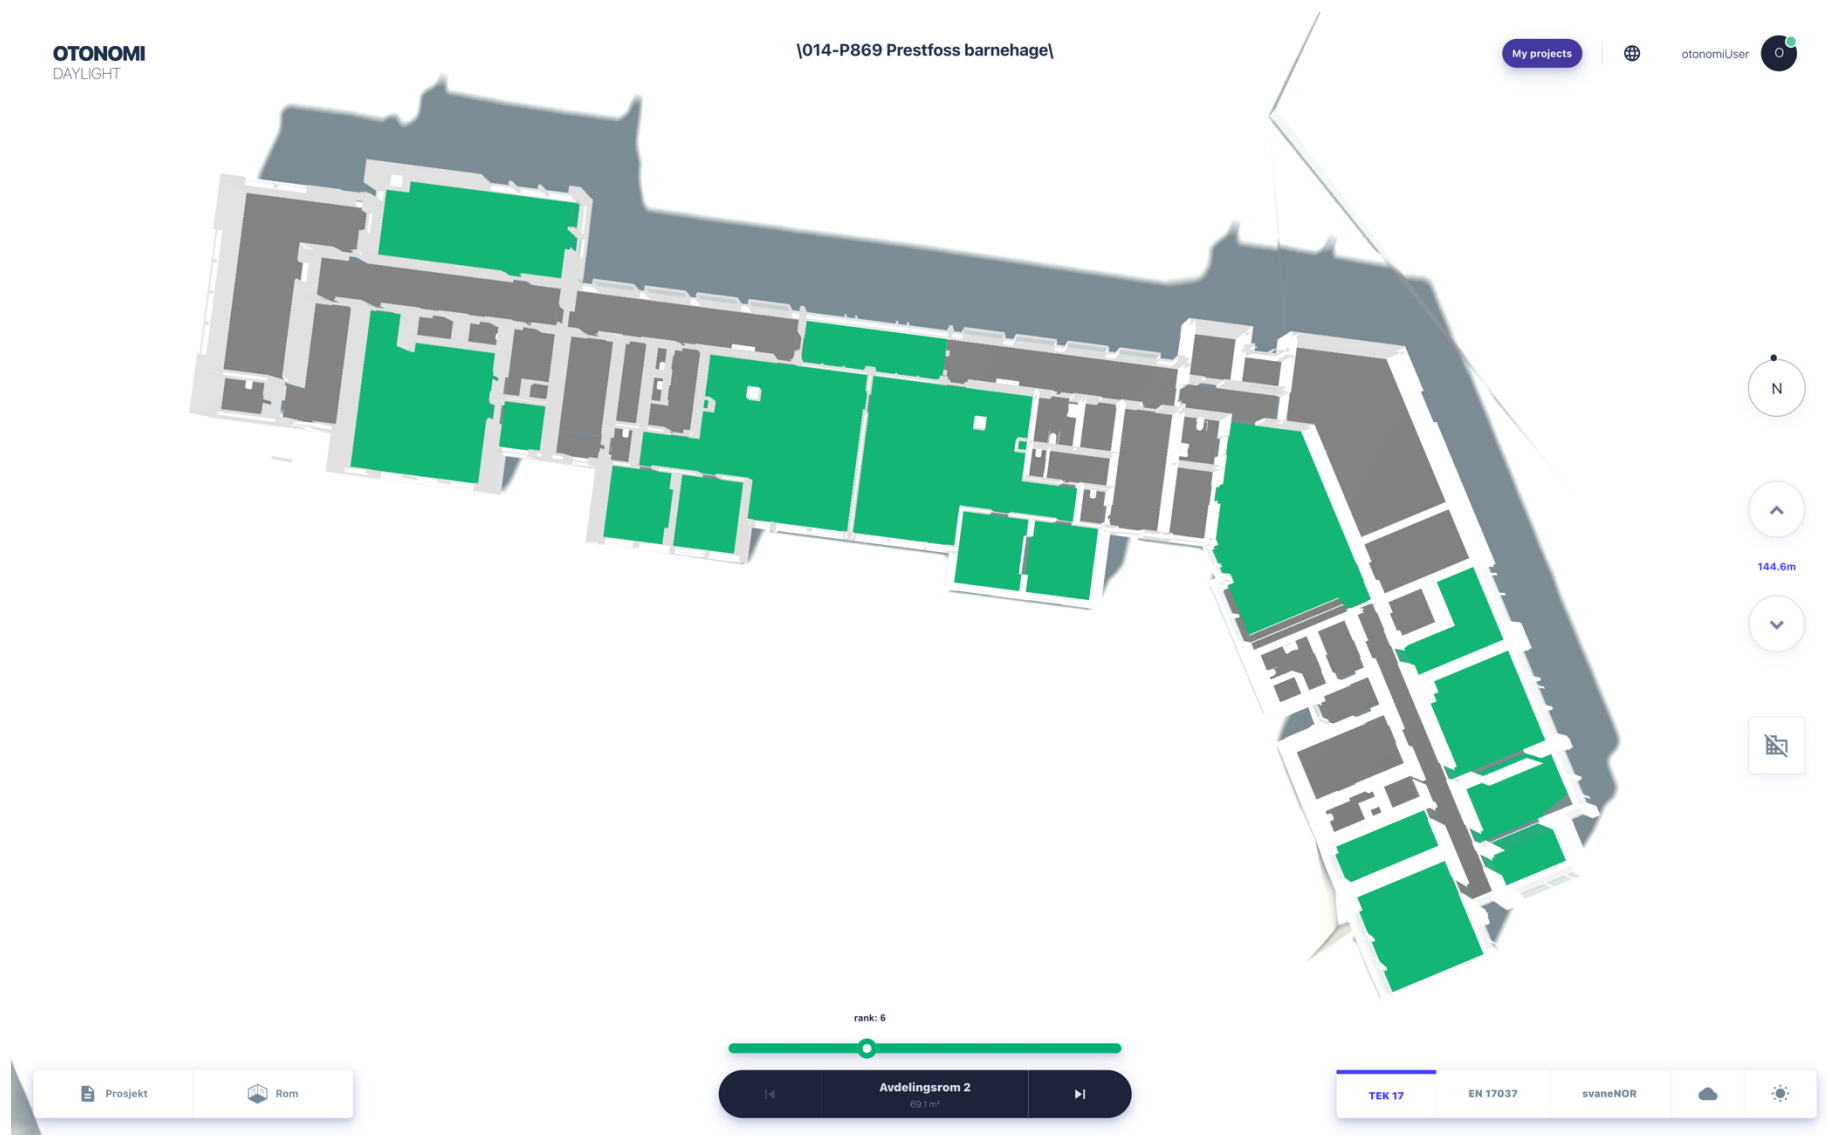 OTONOMI
DAYLIGHT
\014-P869 Prestfoss barnehage\
My projects
otonomiUser
O
N
144.6m
rank: 6
Prosjekt
Rom
Avdelingsrom 2
69.1 m²
TEK 17
EN 17037
svaneNOR